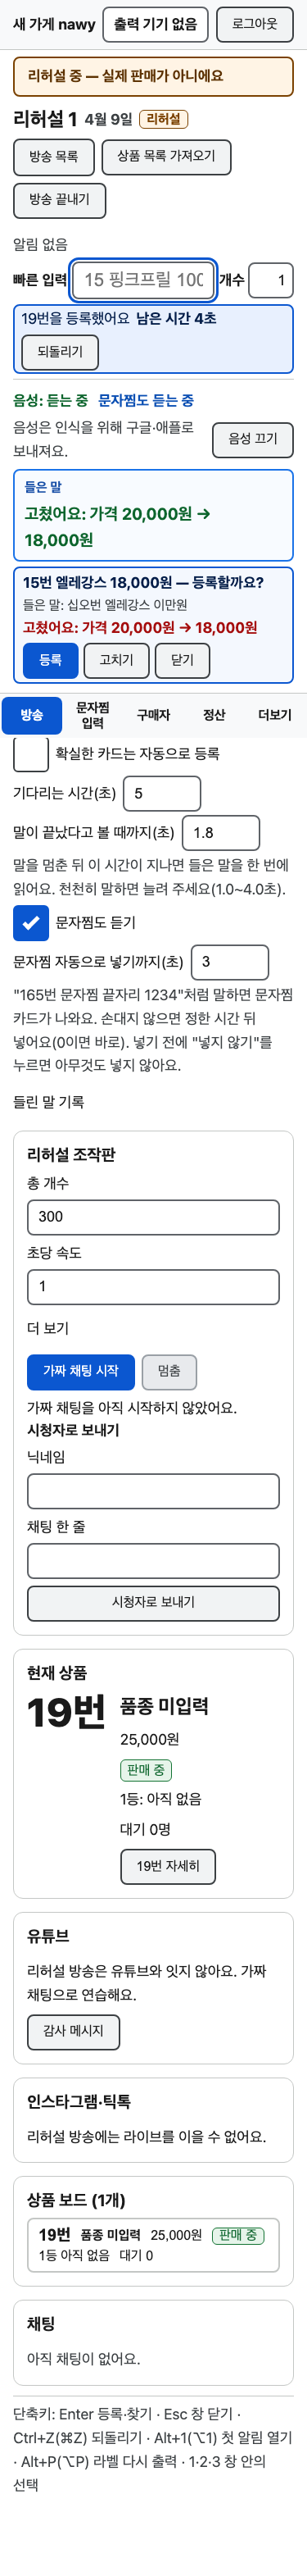 새 가게 nawy 출력 기기 없음 로그아웃
리허설 중 — 실제 판매가 아니에요
리허설 1 4월 9일 리허설
방송 목록 상품 목록 가져오기
방송 끝내기
알림 없음
빠른 입력 15 핑크프릴 100 개수 1
19번을 등록했어요 남은 시간 4초
되돌리기
음성: 듣는 중 문자찜도 듣는 중
음성은 인식을 위해 구글·애플로
보내져요.
음성 끄기
들은 말
고쳤어요: 가격 20,000원 →
18,000원
15번 엘레강스 18,000원 — 등록할까요?
들은 말: 십오번 엘레강스 이만원
고쳤어요: 가격 20,000원 → 18,000원
등록 고치기 닫기
방송 문자찜 입력 구매자 정산 더보기
확실한 카드는 자동으로 등록
기다리는 시간(초) 5
말이 끝났다고 볼 때까지(초) 1.8
말을 멈춘 뒤 이 시간이 지나면 들은 말을 한 번에
읽어요. 천천히 말하면 늘려 주세요(1.0~4.0초).
문자찜도 듣기
문자찜 자동으로 넣기까지(초) 3
"165번 문자찜 끝자리 1234"처럼 말하면 문자찜
카드가 나와요. 손대지 않으면 정한 시간 뒤
넣어요(0이면 바로). 넣기 전에 "넣지 않기"를
누르면 아무것도 넣지 않아요.
들린 말 기록
리허설 조작판
총 개수
300
초당 속도
1
더 보기
가짜 채팅 시작 멈춤
가짜 채팅을 아직 시작하지 않았어요.
시청자로 보내기
닉네임
채팅 한 줄
시청자로 보내기
현재 상품
19번 품종 미입력
25,000원
판매 중
1등: 아직 없음
대기 0명
19번 자세히
유튜브
리허설 방송은 유튜브와 잇지 않아요. 가짜
채팅으로 연습해요.
감사 메시지
인스타그램·틱톡
리허설 방송에는 라이브를 이을 수 없어요.
상품 보드 (1개)
19번 품종 미입력 25,000원 판매 중
1등 아직 없음 대기 0
채팅
아직 채팅이 없어요.
단축키: Enter 등록·찾기 · Esc 창 닫기 ·
Ctrl+Z(⌘Z) 되돌리기 · Alt+1(⌥1) 첫 알림 열기
· Alt+P(⌥P) 라벨 다시 출력 · 1·2·3 창 안의
선택